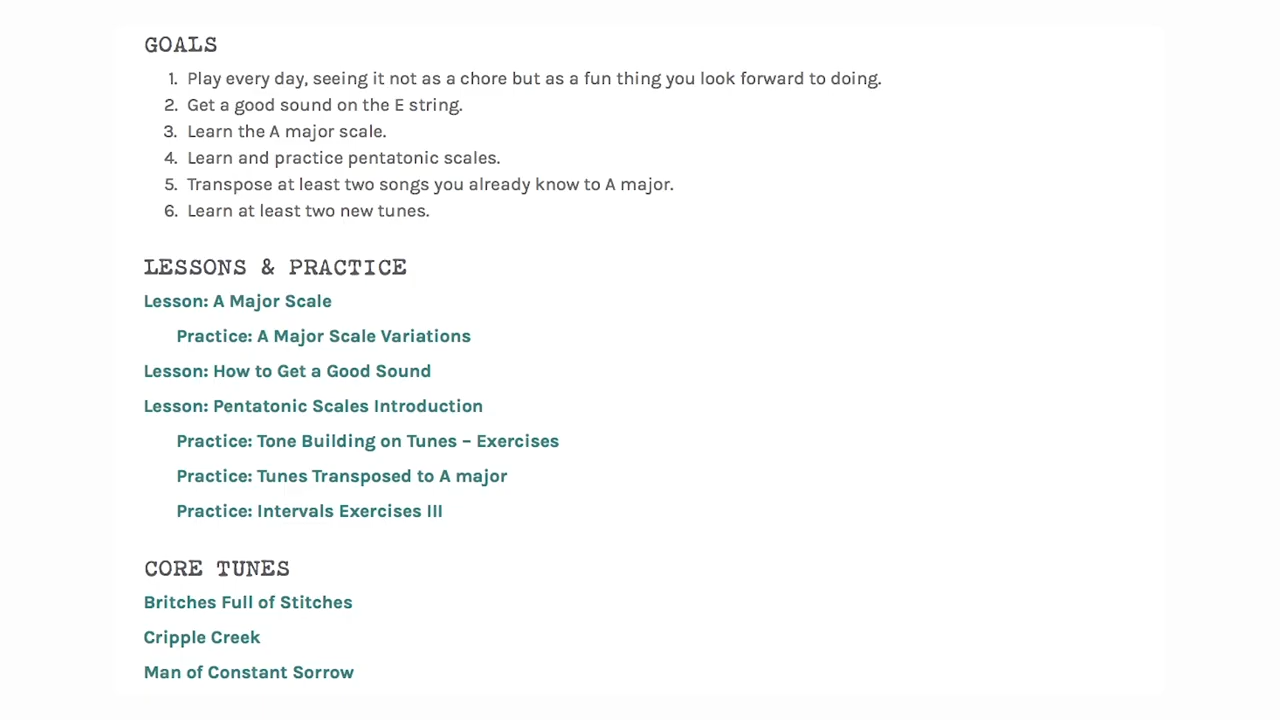 GOALS
1. Play every day, seeing it not as a chore but as a fun thing you look forward to doing.
2. Get a good sound on the E string.
3. Learn the A major scale.
4. Learn and practice pentatonic scales.
5. Transpose at least two songs you already know to A major.
6. Learn at least two new tunes.
LESSONS & PRACTICE
Lesson: A Major Scale
Practice: A Major Scale Variations
Lesson: How to Get a Good Sound
Lesson: Pentatonic Scales Introduction
Practice: Tone Building on Tunes – Exercises
Practice: Tunes Transposed to A major
Practice: Intervals Exercises III
CORE TUNES
Britches Full of Stitches
Cripple Creek
Man of Constant Sorrow